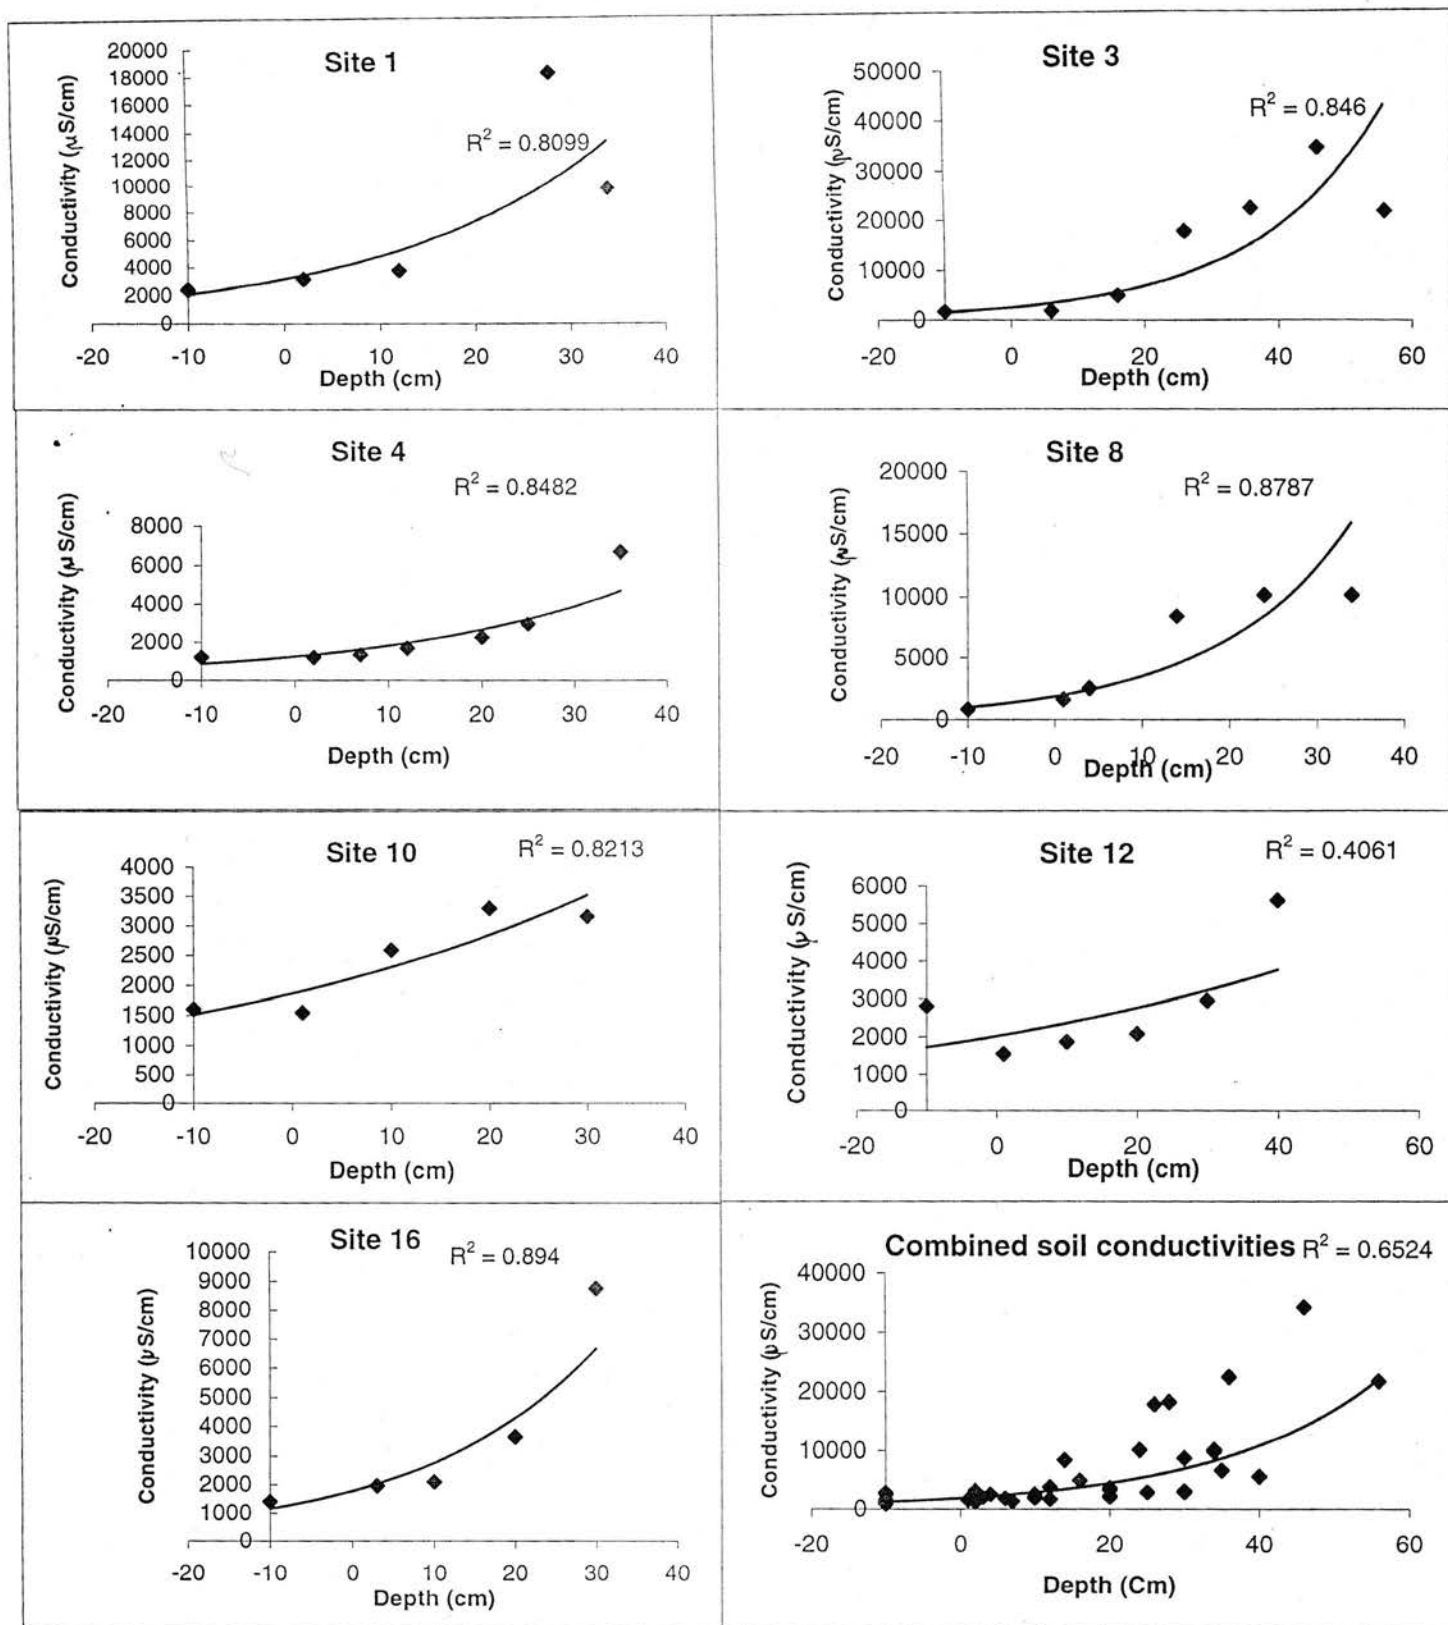 Site 1
R² = 0.8099
Conductivity (μS/cm)
20000
18000
16000
14000
12000
10000
8000
6000
4000
2000
0
-20 -10 0 10 20 30 40
Depth (cm)
Site 3
R² = 0.846
Conductivity (μS/cm)
50000
40000
30000
20000
10000
0
-20 0 20 40 60
Depth (cm)
Site 4
R² = 0.8482
Conductivity (μS/cm)
8000
6000
4000
2000
0
-20 -10 0 10 20 30 40
Depth (cm)
Site 8
R² = 0.8787
Conductivity (μS/cm)
20000
15000
10000
5000
0
-20 -10 0 10 20 30 40
Depth (cm)
Site 10
R² = 0.8213
Conductivity (μS/cm)
4000
3500
3000
2500
2000
1500
1000
500
0
-20 -10 0 10 20 30 40
Depth (cm)
Site 12
R² = 0.4061
Conductivity (μS/cm)
6000
5000
4000
3000
2000
1000
0
-20 0 20 40 60
Depth (cm)
Site 16
R² = 0.894
Conductivity (μS/cm)
10000
9000
8000
7000
6000
5000
4000
3000
2000
1000
0
-20 -10 0 10 20 30 40
Depth (cm)
Combined soil conductivities R² = 0.6524
Conductivity (μS/cm)
40000
30000
20000
10000
0
-20 0 20 40 60
Depth (Cm)